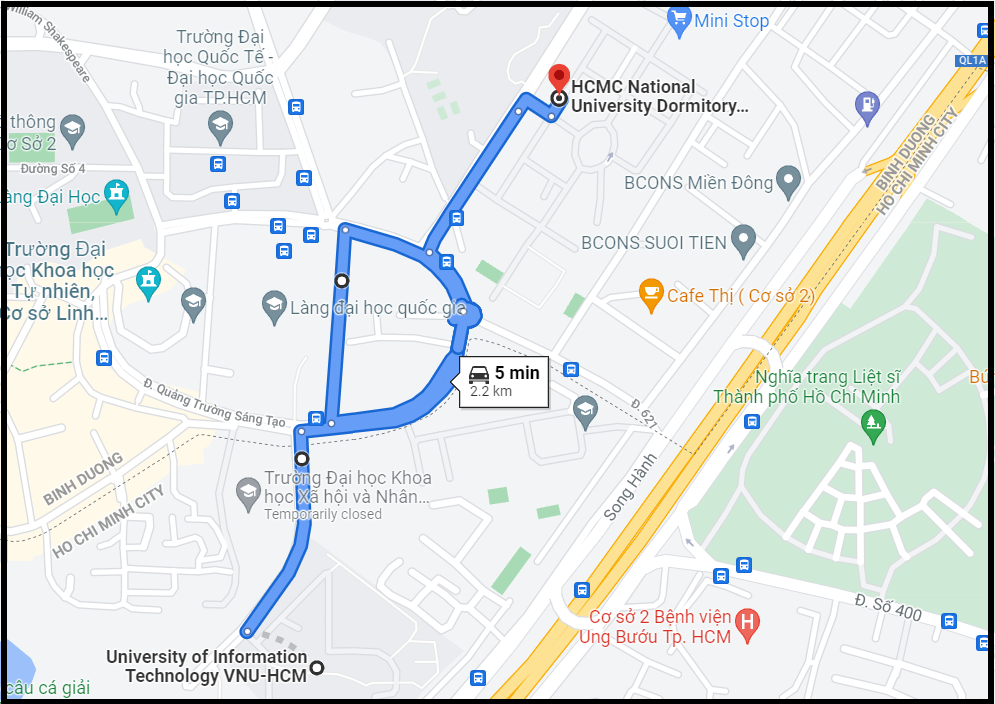 William Shakespeare
Mini Stop
Trường Đại
học Quốc Tế -
Đại học Quốc
gia TP.HCM
QL1A
HCMC National
University Dormitory...
thông
ơ Sở 2
BINH DUONG
HO CHI MINH CITY
Đường Số 4
BCONS Miền Đông
àng Đại Học
BCONS SUOI TIEN
Trường Đại
ọc Khoa học
Tự nhiên,
Cơ sở Linh...
Làng đại học quốc gia
Cafe Thị ( Cơ sở 2)
5 min
2.2 km
Nghĩa trang Liệt sĩ
Thành phố Hồ Chí Minh
Bú
Đ. Quảng Trường Sáng Tạo
Đ. 621
BINH DUONG
HO CHI MINH CITY
Trường Đại học Khoa
học Xã hội và Nhân...
Temporarily closed
Song Hành
Đ. Số 400
Cơ sở 2 Bệnh viện
Ung Bướu Tp. HCM
H
University of Information
Technology VNU-HCM
câu cá giải